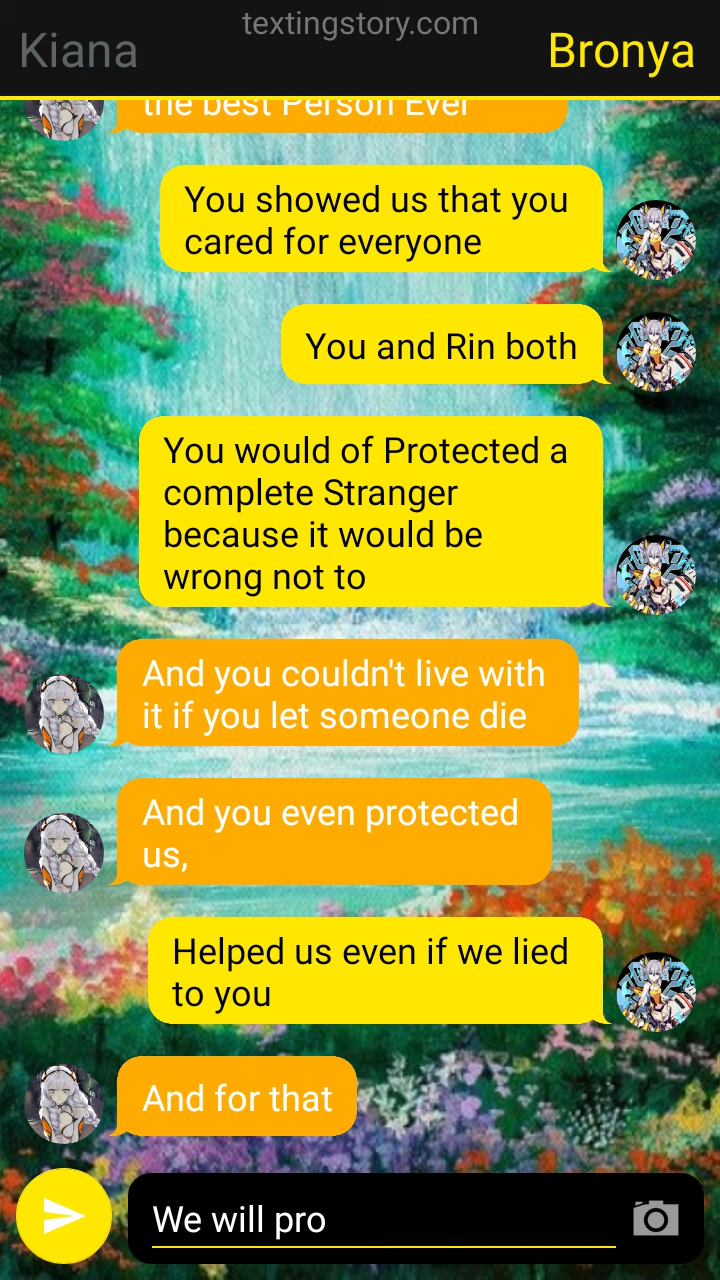 textingstory.com
Kiana
Bronya
the best Person Ever
You showed us that you
cared for everyone
You and Rin both
You would of Protected a
complete Stranger
because it would be
wrong not to
And you couldn't live with
it if you let someone die
And you even protected
us,
Helped us even if we lied
to you
And for that
We will pro